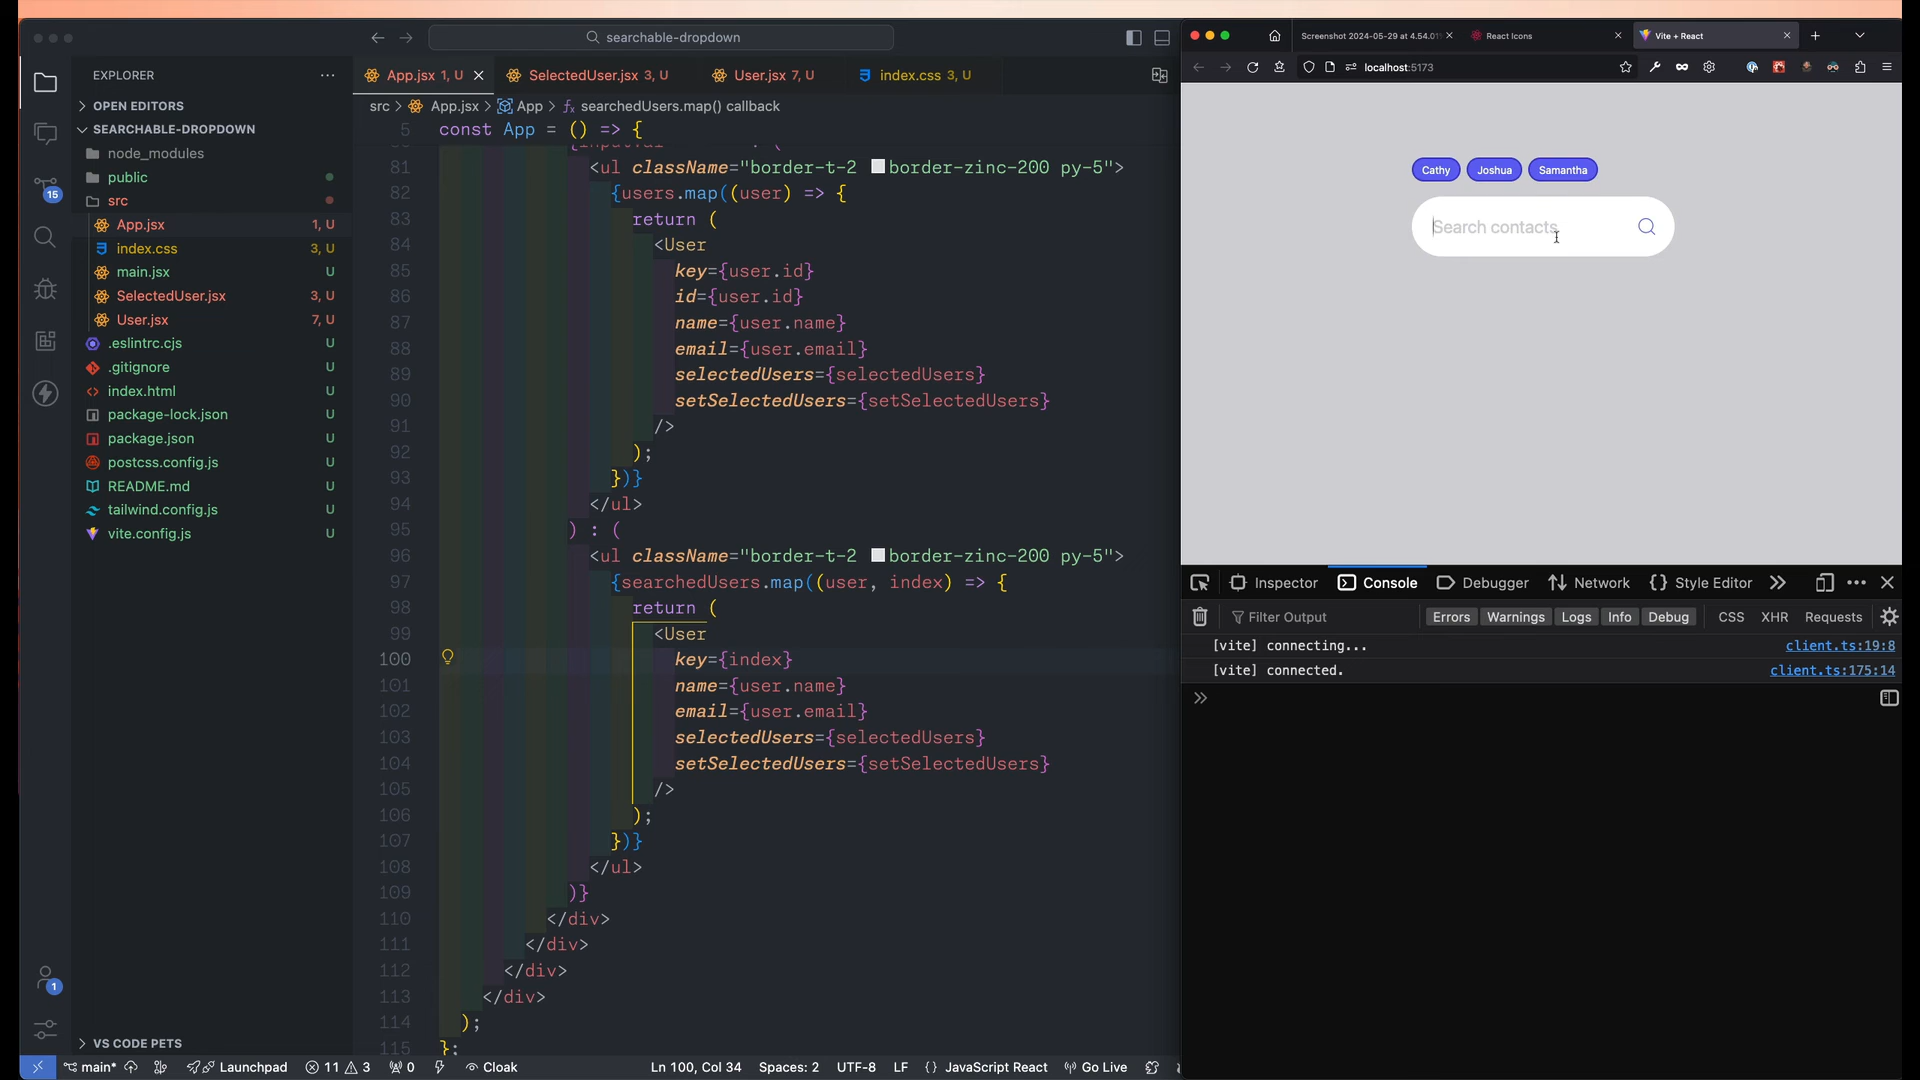 searchable-dropdown
Screenshot 2024-05-29 at 4.54.01
React Icons
Vite + React
localhost:5173
EXPLORER
OPEN EDITORS
SEARCHABLE-DROPDOWN
node_modules
public
src
App.jsx 1, U
index.css 3, U
main.jsx U
SelectedUser.jsx 3, U
User.jsx 7, U
.eslintrc.cjs U
.gitignore U
index.html U
package-lock.json U
package.json U
postcss.config.js U
README.md U
tailwind.config.js U
vite.config.js U
VS CODE PETS
15
1
App.jsx 1, U
SelectedUser.jsx 3, U
User.jsx 7, U
index.css 3, U
src > App.jsx > App > searchedUsers.map() callback
5 const App = () => {
81 <ul className="border-t-2 border-zinc-200 py-5">
82 {users.map((user) => {
83 return (
84 <User
85 key={user.id}
86 id={user.id}
87 name={user.name}
88 email={user.email}
89 selectedUsers={selectedUsers}
90 setSelectedUsers={setSelectedUsers}
91 />
92 );
93 })}
94 </ul>
95 ) : (
96 <ul className="border-t-2 border-zinc-200 py-5">
97 {searchedUsers.map((user, index) => {
98 return (
99 <User
100 key={index}
101 name={user.name}
102 email={user.email}
103 selectedUsers={selectedUsers}
104 setSelectedUsers={setSelectedUsers}
105 />
106 );
107 })}
108 </ul>
109 )}
110 </div>
111 </div>
112 </div>
113 </div>
114 );
115 };
main* Launchpad 11 3 0 Cloak Ln 100, Col 34 Spaces: 2 UTF-8 LF {} JavaScript React Go Live
Cathy Joshua Samantha
Search contacts
Inspector Console Debugger Network {} Style Editor
Filter Output Errors Warnings Logs Info Debug CSS XHR Requests
[vite] connecting... client.ts:19:8
[vite] connected. client.ts:175:14